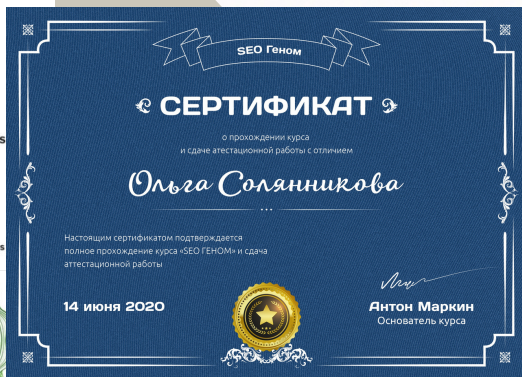 SEO Геном
СЕРТИФИКАТ
о прохождении курса
и сдаче атестационной работы с отличием
Ольга Солянникова
Настоящим сертификатом подтверждается
полное прохождение курса «SEO ГЕНОМ» и сдача
аттестационной работы
14 июня 2020
Антон Маркин
Основатель курса